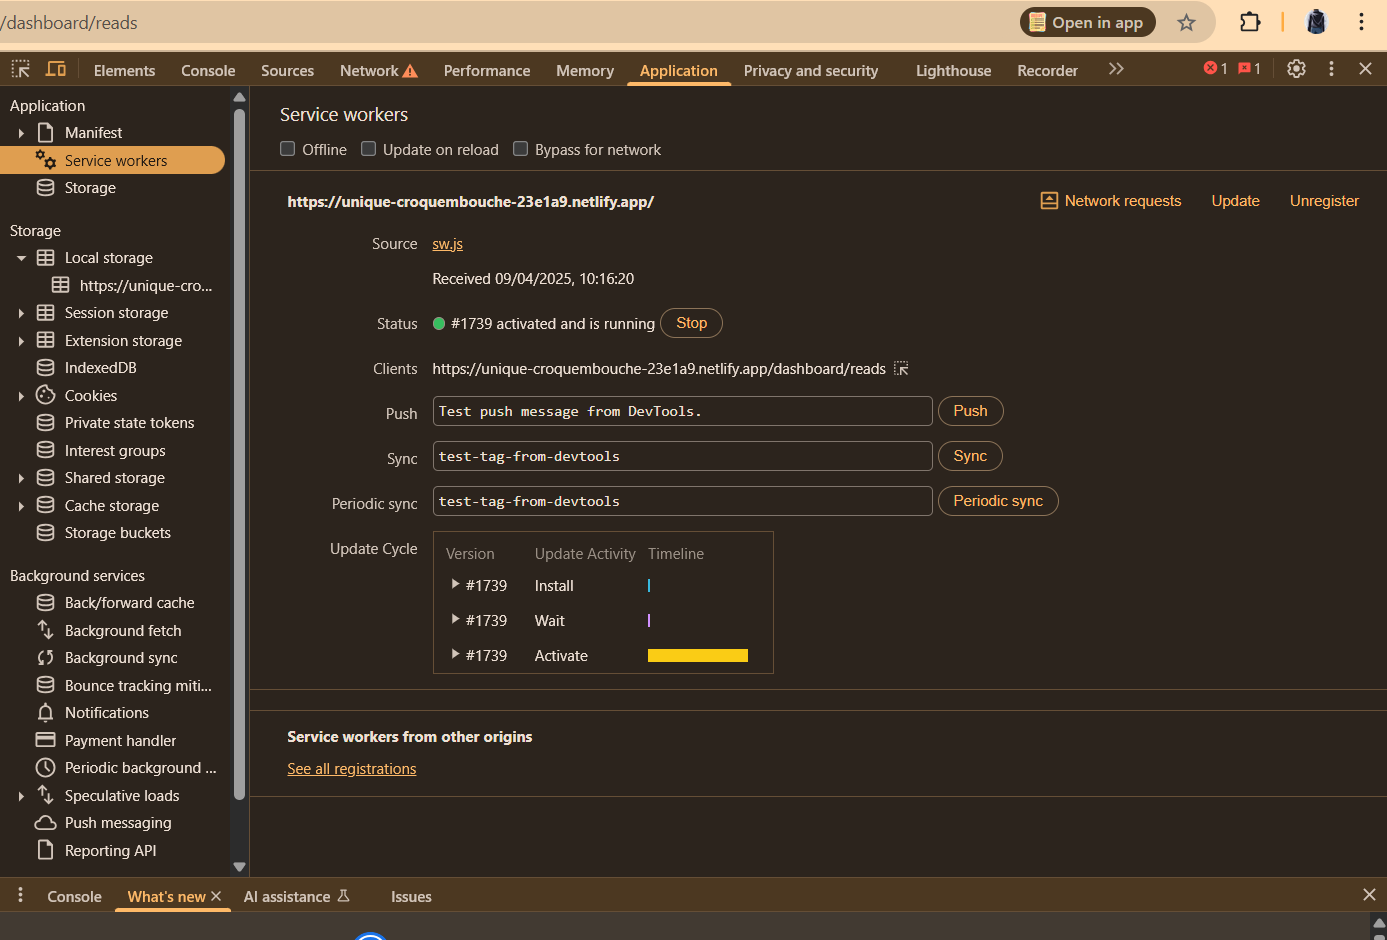 /dashboard/reads
Open in app
Elements Console Sources Network Performance Memory Application Privacy and security Lighthouse Recorder 1 1
Application
Manifest
Service workers
Storage
Storage
Local storage
https://unique-cro...
Session storage
Extension storage
IndexedDB
Cookies
Private state tokens
Interest groups
Shared storage
Cache storage
Storage buckets
Background services
Back/forward cache
Background fetch
Background sync
Bounce tracking miti...
Notifications
Payment handler
Periodic background ...
Speculative loads
Push messaging
Reporting API
Service workers
Offline Update on reload Bypass for network
https://unique-croquembouche-23e1a9.netlify.app/ Network requests Update Unregister
Source sw.js
Received 09/04/2025, 10:16:20
Status #1739 activated and is running Stop
Clients https://unique-croquembouche-23e1a9.netlify.app/dashboard/reads
Push Test push message from DevTools. Push
Sync test-tag-from-devtools Sync
Periodic sync test-tag-from-devtools Periodic sync
Update Cycle Version Update Activity Timeline
#1739 Install
#1739 Wait
#1739 Activate
Service workers from other origins
See all registrations
Console What's new AI assistance Issues